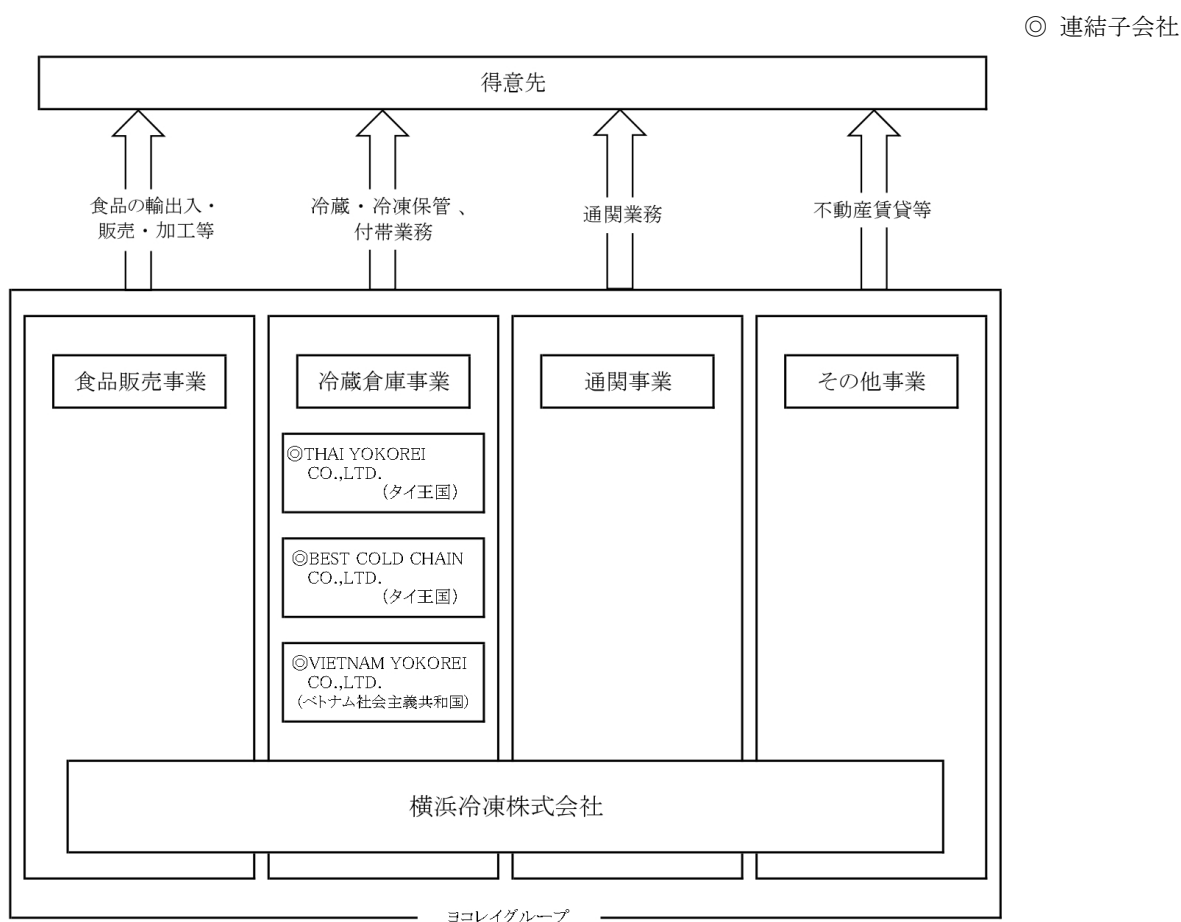 ◎ 連結子会社
得意先
食品の輸出入・
販売・加工等
冷蔵・冷凍保管、
付帯業務
通関業務
不動産賃貸等
食品販売事業
冷蔵倉庫事業
通関事業
その他事業
◎THAI YOKOREI
CO.,LTD.
(タイ王国)
◎BEST COLD CHAIN
CO.,LTD.
(タイ王国)
◎VIETNAM YOKOREI
CO.,LTD.
(ベトナム社会主義共和国)
横浜冷凍株式会社
ヨコレイグループ